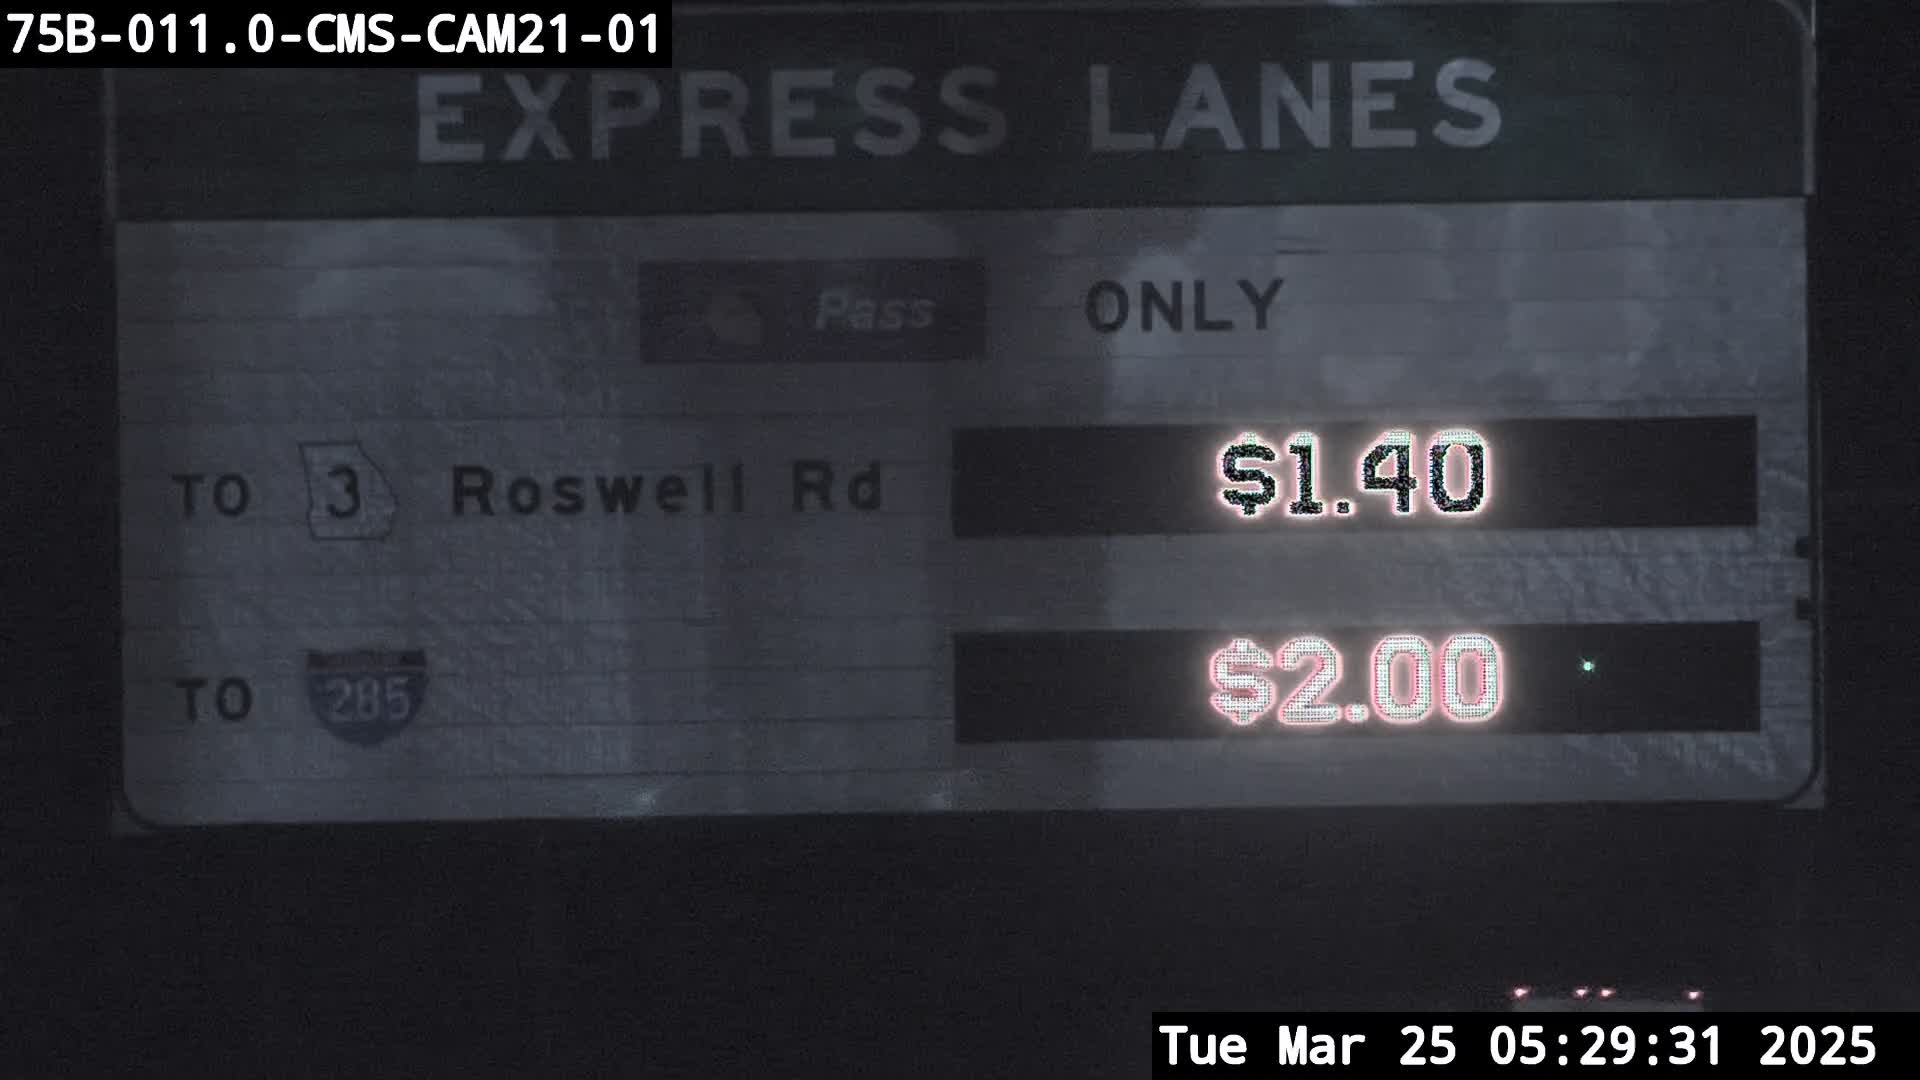 75B-011.0-CMS-CAM21-01
EXPRESS LANES
Pass ONLY
TO 3 Roswell Rd $1.40
TO 285 $2.00
Tue Mar 25 05:29:31 2025